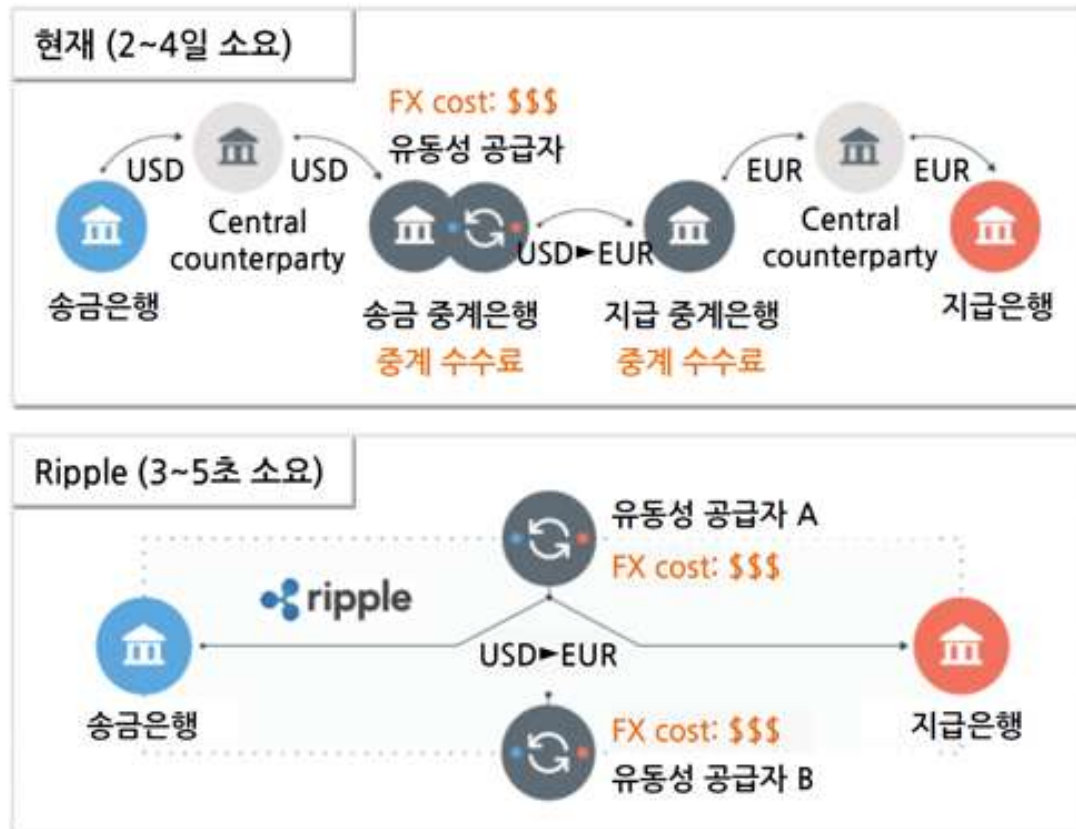 현재 (2~4일 소요)
FX cost: $$$
유동성 공급자
USD
USD
EUR
EUR
Central
counterparty
USD►EUR
Central
counterparty
송금은행
송금 중계은행
지급 중계은행
지급은행
중계 수수료
중계 수수료
Ripple (3~5초 소요)
유동성 공급자 A
FX cost: $$$
ripple
USD►EUR
송금은행
지급은행
FX cost: $$$
유동성 공급자 B